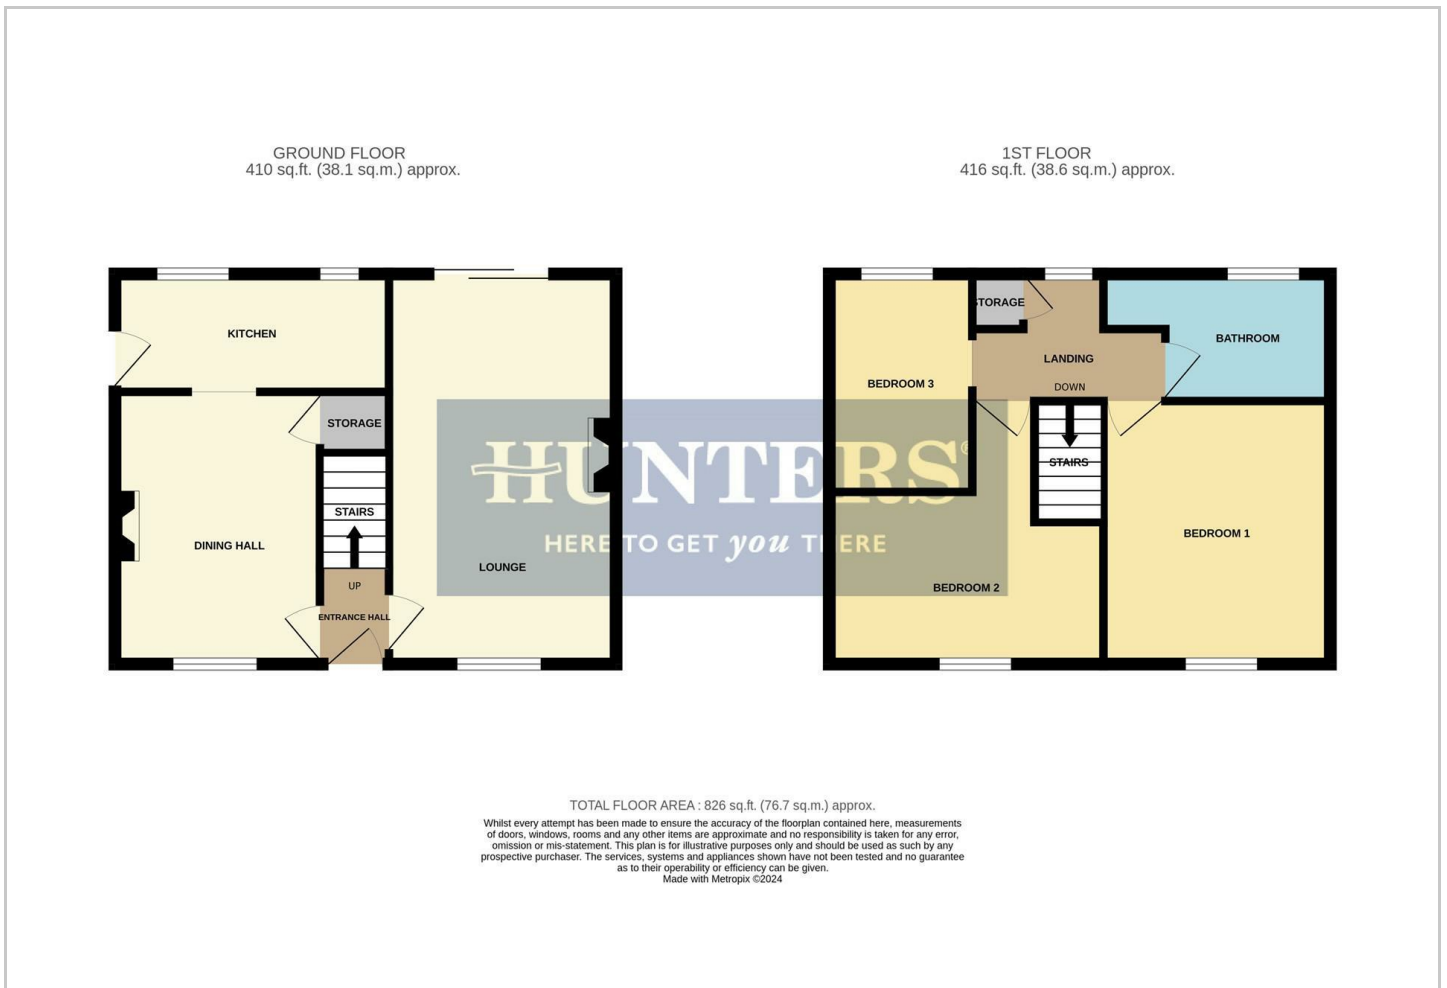 GROUND FLOOR
410 sq.ft. (38.1 sq.m.) approx.
KITCHEN
STORAGE
STAIRS
DINING HALL
LOUNGE
UP
ENTRANCE HALL
1ST FLOOR
416 sq.ft. (38.6 sq.m.) approx.
STORAGE
BATHROOM
LANDING
BEDROOM 3
DOWN
STAIRS
BEDROOM 1
BEDROOM 2
HUNTERS®
HERE TO GET you THERE
TOTAL FLOOR AREA : 826 sq.ft. (76.7 sq.m.) approx.
Whilst every attempt has been made to ensure the accuracy of the floorplan contained here, measurements
of doors, windows, rooms and any other items are approximate and no responsibility is taken for any error,
omission or mis-statement. This plan is for illustrative purposes only and should be used as such by any
prospective purchaser. The services, systems and appliances shown have not been tested and no guarantee
as to their operability or efficiency can be given.
Made with Metropix ©2024